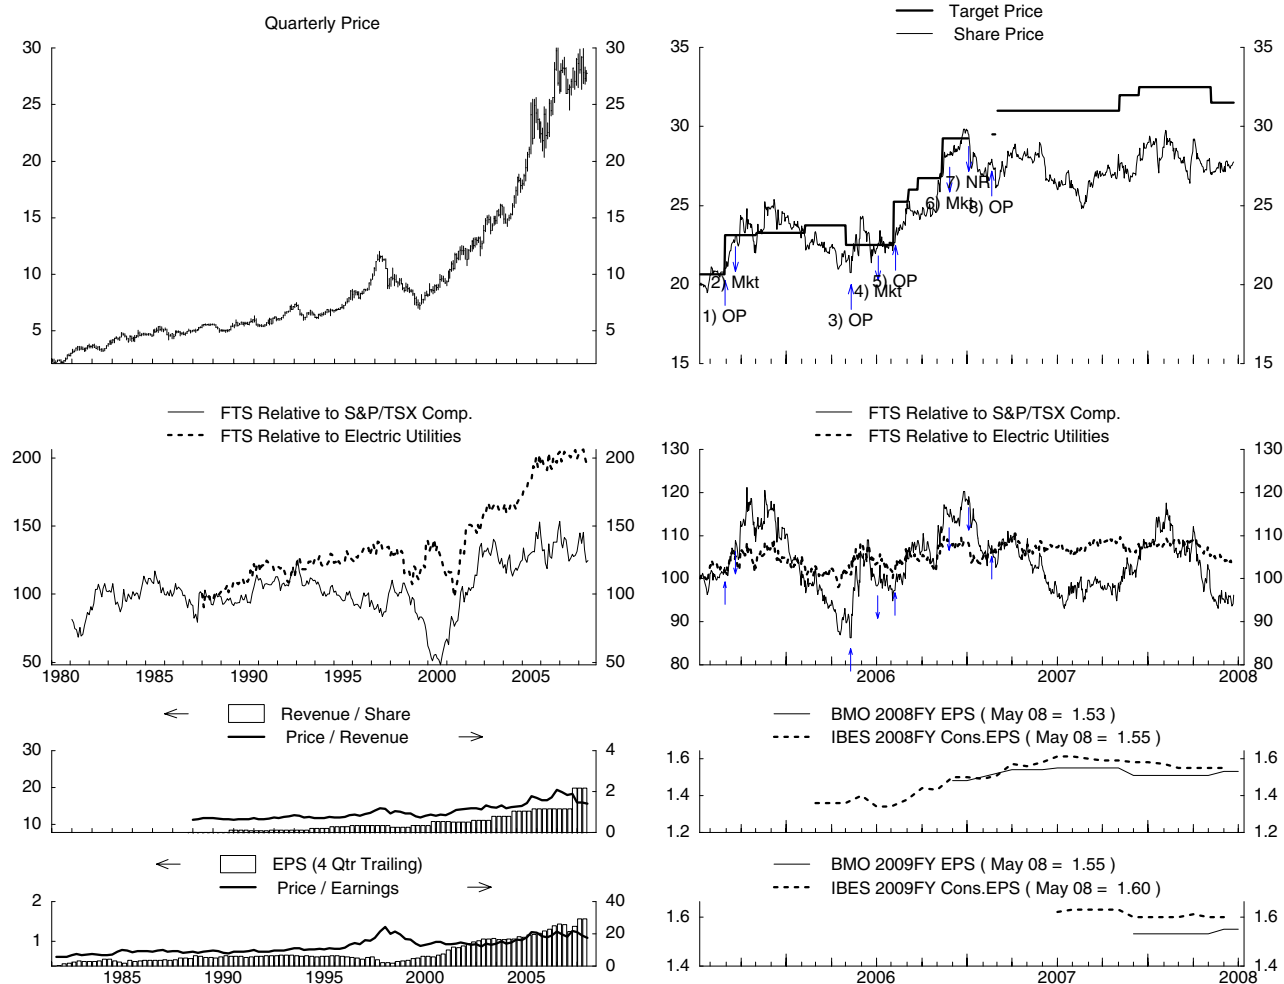 Quarterly Price
30 30
25 25
20 20
15 15
10 10
5 5
Target Price
Share Price
35 35
30 30
25 25
20 20
15 15
7) NR
6) Mkt
8) OP
2) Mkt
5) OP
4) Mkt
1) OP
3) OP
FTS Relative to S&P/TSX Comp.
FTS Relative to Electric Utilities
200 200
150 150
100 100
50 50
1980 1985 1990 1995 2000 2005
FTS Relative to S&P/TSX Comp.
FTS Relative to Electric Utilities
130 130
120 120
110 110
100 100
90 90
80 80
2006 2007 2008
Revenue / Share
Price / Revenue
30 4
20 2
10 0
BMO 2008FY EPS ( May 08 = 1.53 )
IBES 2008FY Cons.EPS ( May 08 = 1.55 )
1.6 1.6
1.4 1.4
1.2 1.2
EPS (4 Qtr Trailing)
Price / Earnings
2 40
1 20
0
1985 1990 1995 2000 2005
BMO 2009FY EPS ( May 08 = 1.55 )
IBES 2009FY Cons.EPS ( May 08 = 1.60 )
1.6 1.6
1.4 1.4
2006 2007 2008